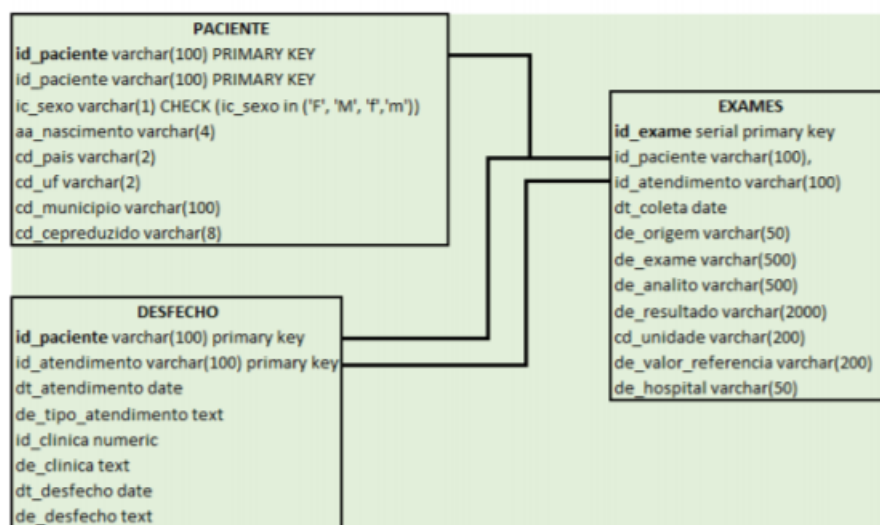 PACIENTE
id_paciente varchar(100) PRIMARY KEY
id_paciente varchar(100) PRIMARY KEY
ic_sexo varchar(1) CHECK (ic_sexo in ('F', 'M', 'f','m'))
aa_nascimento varchar(4)
cd_pais varchar(2)
cd_uf varchar(2)
cd_municipio varchar(100)
cd_cepreduzido varchar(8)
EXAMES
id_exame serial primary key
id_paciente varchar(100),
id_atendimento varchar(100)
dt_coleta date
de_origem varchar(50)
de_exame varchar(500)
de_analito varchar(500)
de_resultado varchar(2000)
cd_unidade varchar(200)
de_valor_referencia varchar(200)
de_hospital varchar(50)
DESFECHO
id_paciente varchar(100) primary key
id_atendimento varchar(100) primary key
dt_atendimento date
de_tipo_atendimento text
id_clinica numeric
de_clinica text
dt_desfecho date
de_desfecho text